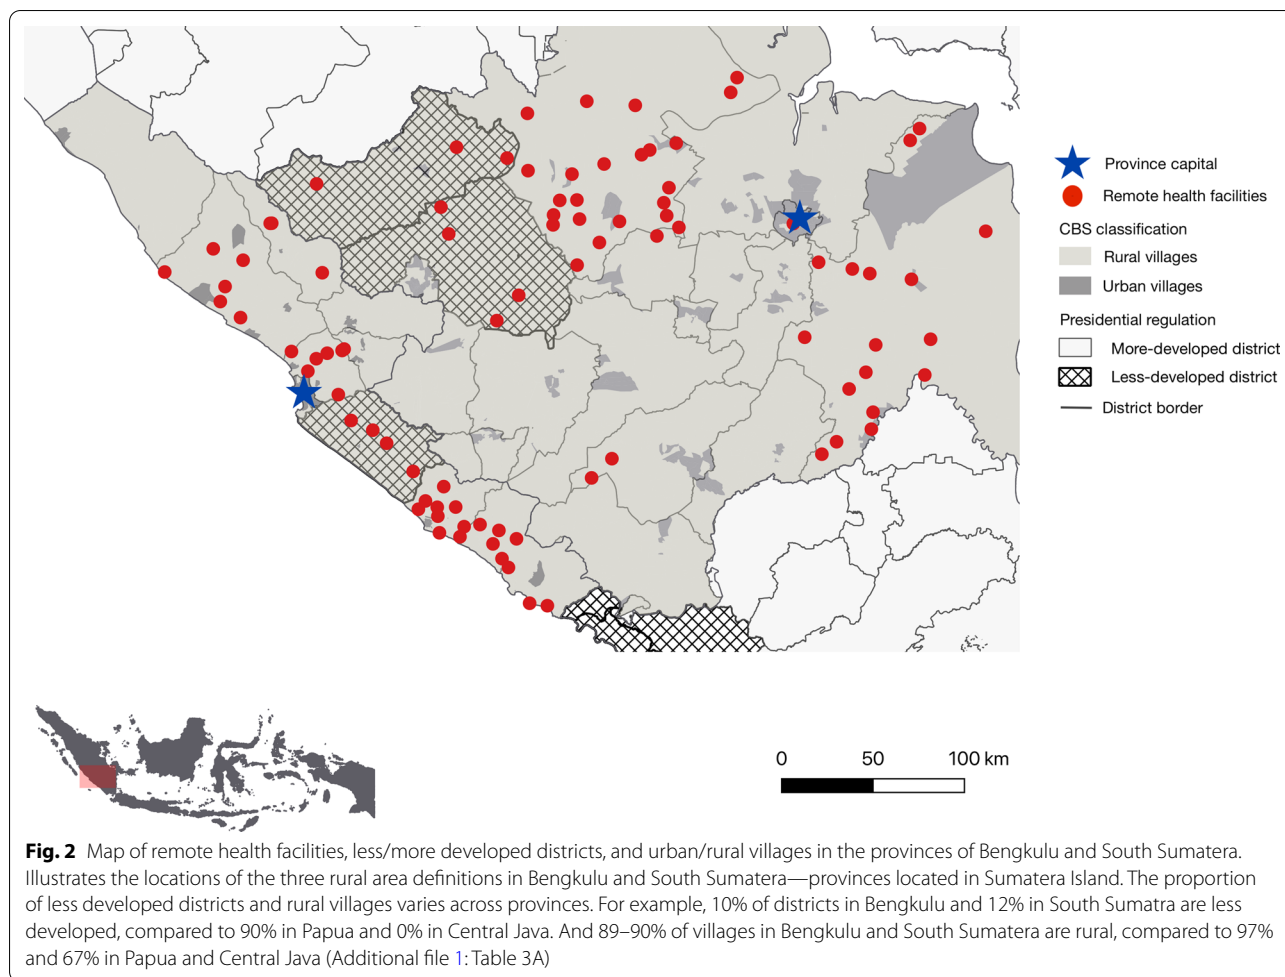 Province capital
Remote health facilities
CBS classification
Rural villages
Urban villages
Presidential regulation
More-developed district
Less-developed district
District border
0 50 100 km
Fig. 2 Map of remote health facilities, less/more developed districts, and urban/rural villages in the provinces of Bengkulu and South Sumatera.
Illustrates the locations of the three rural area definitions in Bengkulu and South Sumatera—provinces located in Sumatera Island. The proportion
of less developed districts and rural villages varies across provinces. For example, 10% of districts in Bengkulu and 12% in South Sumatra are less
developed, compared to 90% in Papua and 0% in Central Java. And 89–90% of villages in Bengkulu and South Sumatera are rural, compared to 97%
and 67% in Papua and Central Java (Additional file 1: Table 3A)